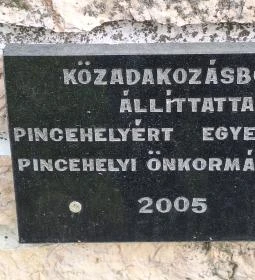 KÖZADAKOZÁSB
ÁLLÍTTATTA
PINCEHELYÉRT EGYE
PINCEHELYI ÖNKORMÁ
2005